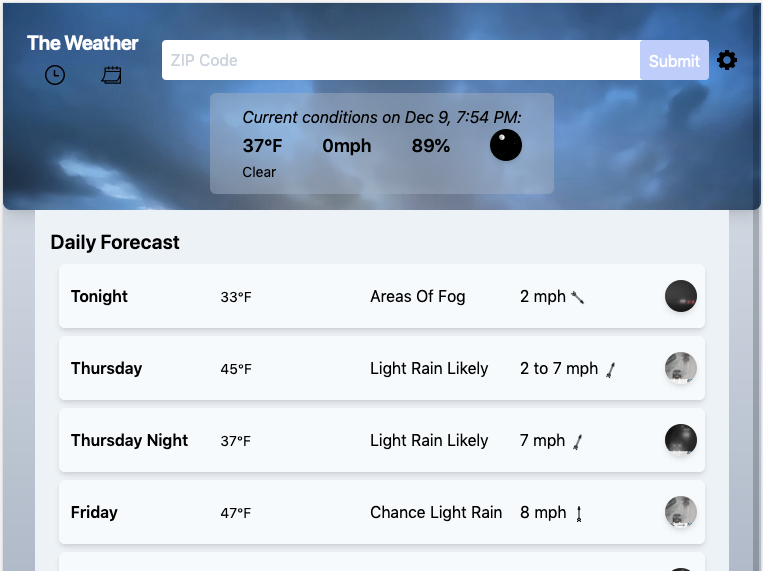 The Weather
ZIP Code
Submit
Current conditions on Dec 9, 7:54 PM:
37°F 0mph 89%
Clear
Daily Forecast
Tonight 33°F Areas Of Fog 2 mph
Thursday 45°F Light Rain Likely 2 to 7 mph
Thursday Night 37°F Light Rain Likely 7 mph
Friday 47°F Chance Light Rain 8 mph